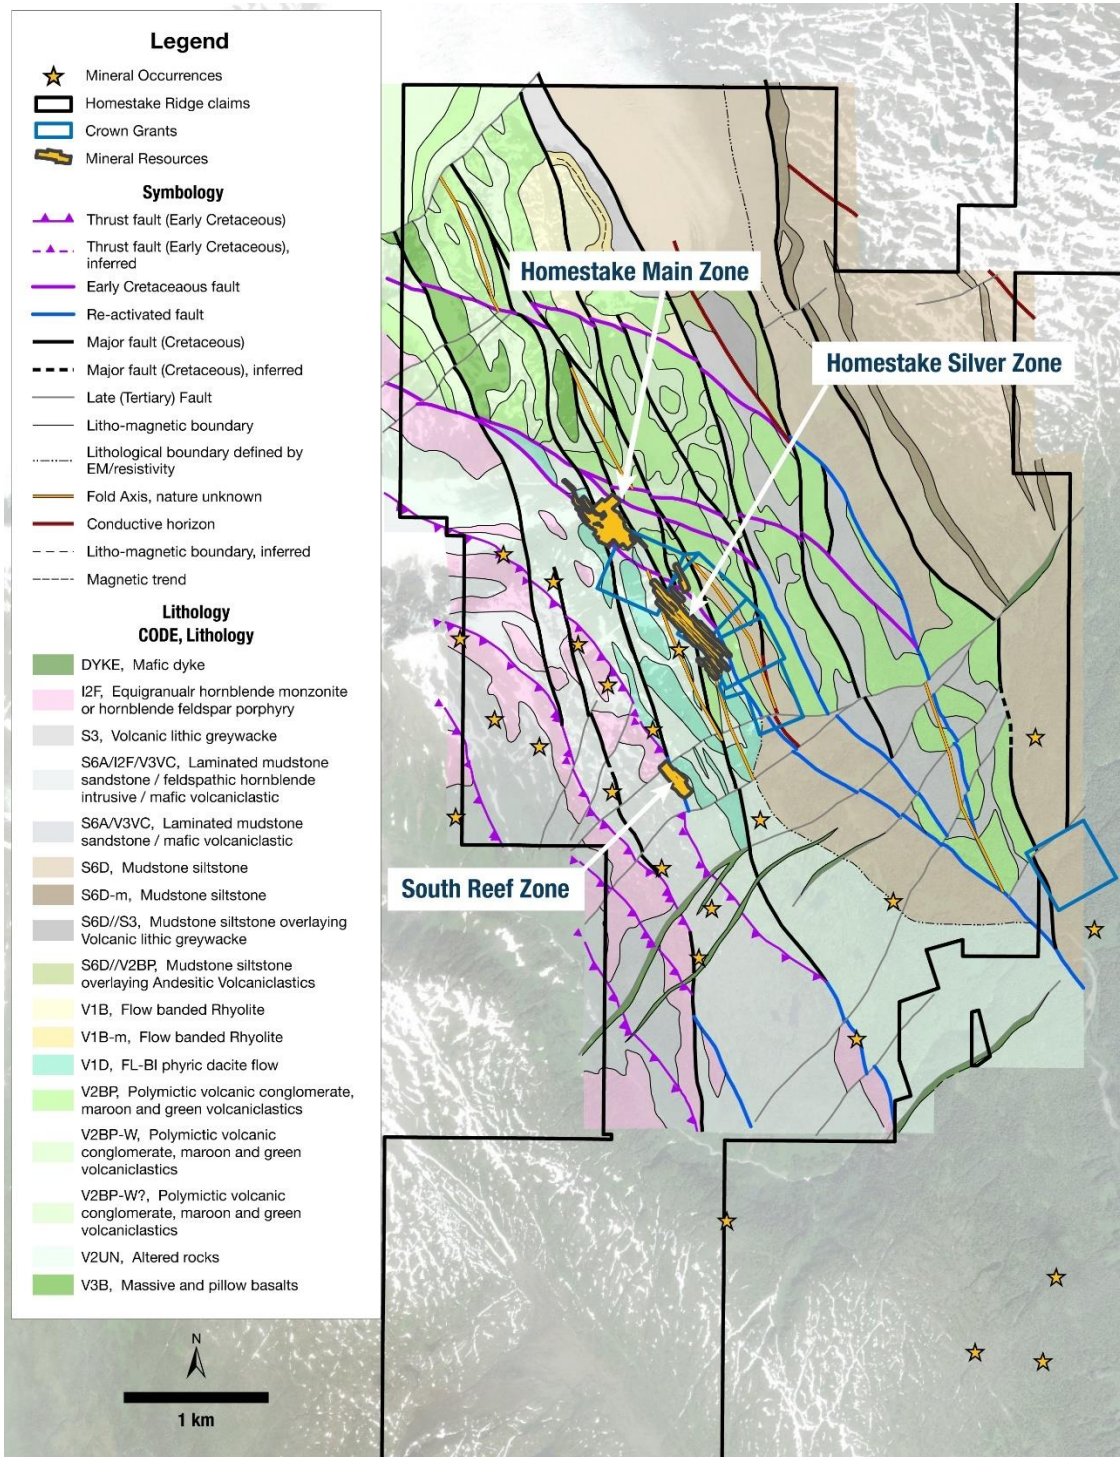 Legend
Mineral Occurrences
Homestake Ridge claims
Crown Grants
Mineral Resources
Symbology
Thrust fault (Early Cretaceous)
Thrust fault (Early Cretaceous),
inferred
Early Cretaceaous fault
Re-activated fault
Major fault (Cretaceous)
Major fault (Cretaceous), inferred
Late (Tertiary) Fault
Litho-magnetic boundary
Lithological boundary defined by
EM/resistivity
Fold Axis, nature unknown
Conductive horizon
Litho-magnetic boundary, inferred
Magnetic trend
Lithology
CODE, Lithology
DYKE, Mafic dyke
I2F, Equigranualr hornblende monzonite
or hornblende feldspar porphyry
S3, Volcanic lithic greywacke
S6A/I2F/V3VC, Laminated mudstone
sandstone / feldspathic hornblende
intrusive / mafic volcaniclastic
S6A/V3VC, Laminated mudstone
sandstone / mafic volcaniclastic
S6D, Mudstone siltstone
S6D-m, Mudstone siltstone
S6D//S3, Mudstone siltstone overlaying
Volcanic lithic greywacke
S6D//V2BP, Mudstone siltstone
overlaying Andesitic Volcaniclastics
V1B, Flow banded Rhyolite
V1B-m, Flow banded Rhyolite
V1D, FL-BI phyric dacite flow
V2BP, Polymictic volcanic conglomerate,
maroon and green volcaniclastics
V2BP-W, Polymictic volcanic
conglomerate, maroon and green
volcaniclastics
V2BP-W?, Polymictic volcanic
conglomerate, maroon and green
volcaniclastics
V2UN, Altered rocks
V3B, Massive and pillow basalts
N
1 km
Homestake Main Zone
Homestake Silver Zone
South Reef Zone